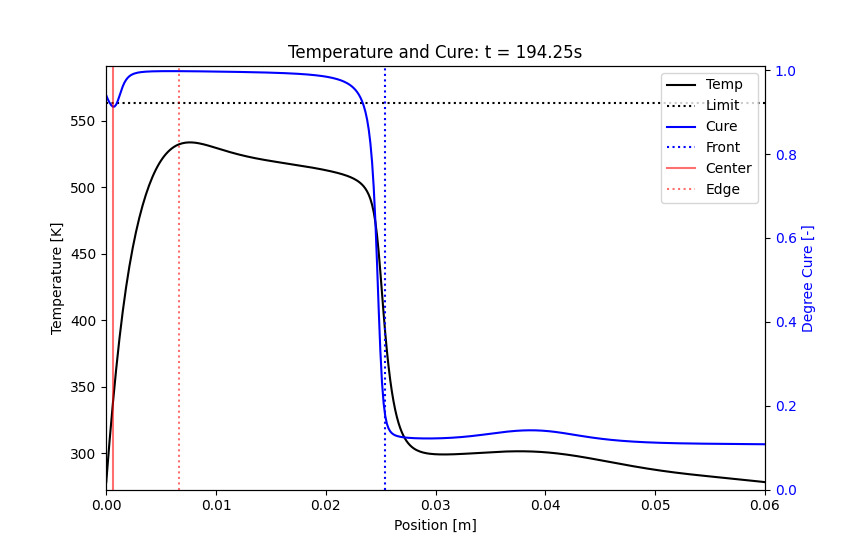 Temperature and Cure: t = 194.25s
Temp
Limit
Cure
Front
Center
Edge
Temperature [K]
550
500
450
400
350
300
Degree Cure [-]
1.0
0.8
0.6
0.4
0.2
0.0
0.00 0.01 0.02 0.03 0.04 0.05 0.06
Position [m]